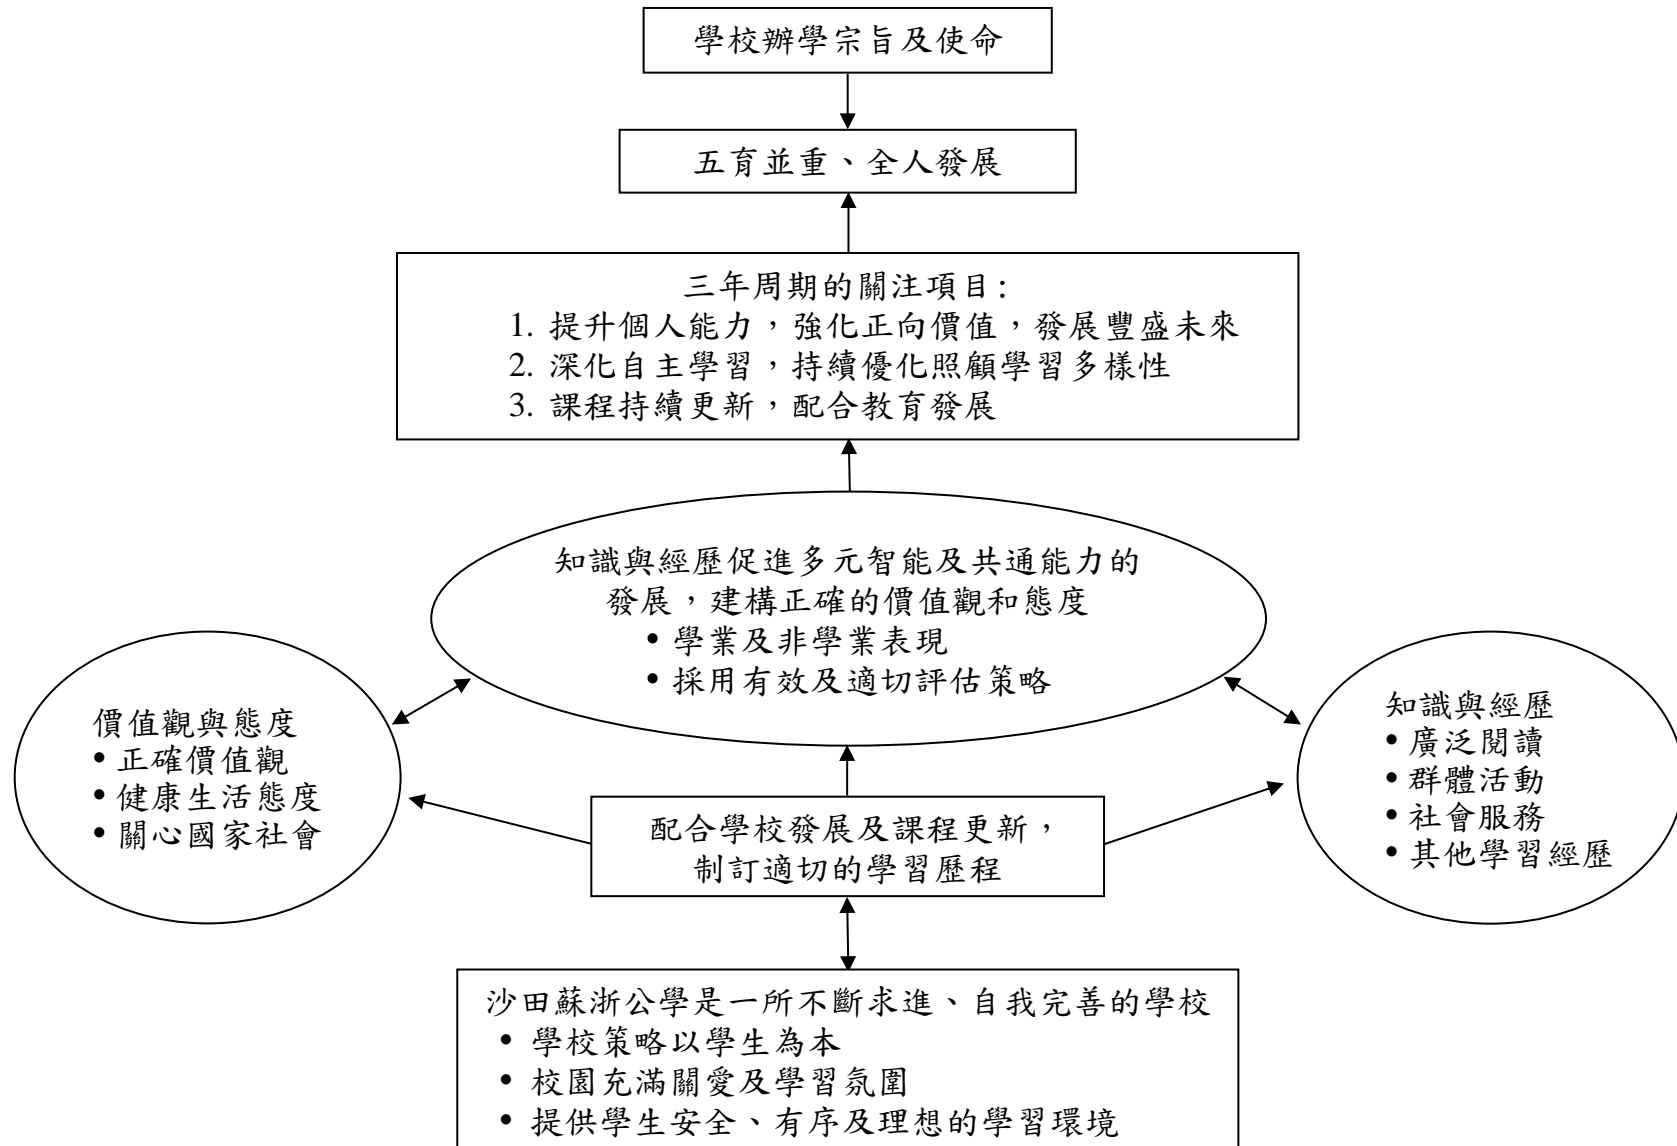 學校辦學宗旨及使命
五育並重、全人發展
三年周期的關注項目:
1. 提升個人能力，強化正向價值，發展豐盛未來
2. 深化自主學習，持續優化照顧學習多樣性
3. 課程持續更新，配合教育發展
知識與經歷促進多元智能及共通能力的
發展，建構正確的價值觀和態度
• 學業及非學業表現
• 採用有效及適切評估策略
價值觀與態度
• 正確價值觀
• 健康生活態度
• 關心國家社會
知識與經歷
• 廣泛閱讀
• 群體活動
• 社會服務
• 其他學習經歷
配合學校發展及課程更新，
制訂適切的學習歷程
沙田蘇浙公學是一所不斷求進、自我完善的學校
• 學校策略以學生為本
• 校園充滿關愛及學習氛圍
• 提供學生安全、有序及理想的學習環境